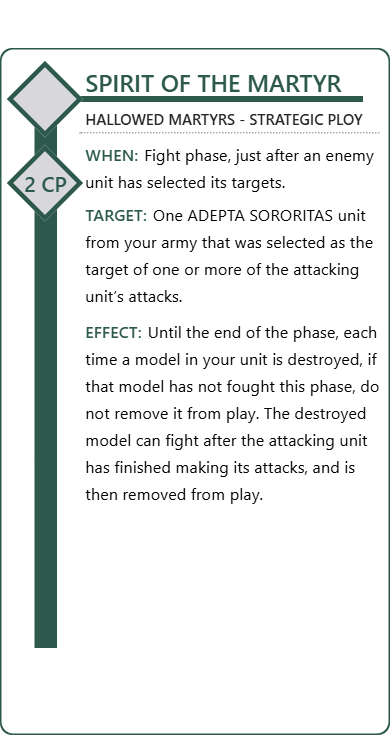 SPIRIT OF THE MARTYR
HALLOWED MARTYRS - STRATEGIC PLOY
2 CP
WHEN: Fight phase, just after an enemy
unit has selected its targets.
TARGET: One ADEPTA SORORITAS unit
from your army that was selected as the
target of one or more of the attacking
unit's attacks.
EFFECT: Until the end of the phase, each
time a model in your unit is destroyed, if
that model has not fought this phase, do
not remove it from play. The destroyed
model can fight after the attacking unit
has finished making its attacks, and is
then removed from play.